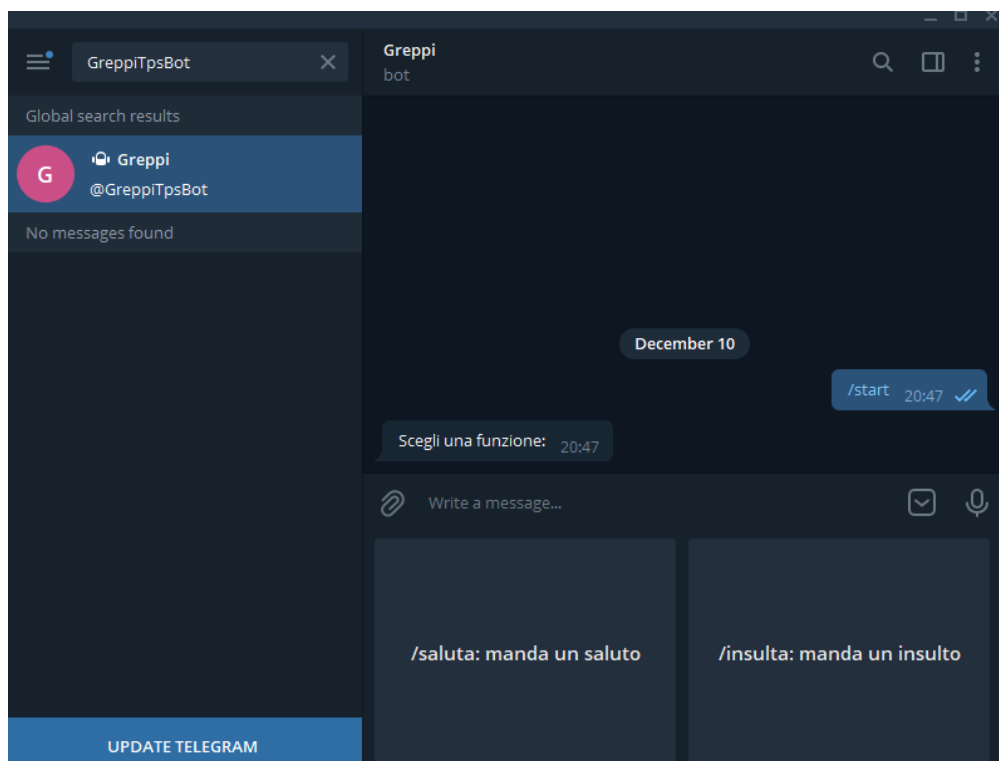 GreppiTpsBot
Global search results
G
Greppi
@GreppiTpsBot
No messages found
UPDATE TELEGRAM
Greppi
bot
December 10
/start 20:47
Scegli una funzione: 20:47
Write a message...
/saluta: manda un saluto
/insulta: manda un insulto